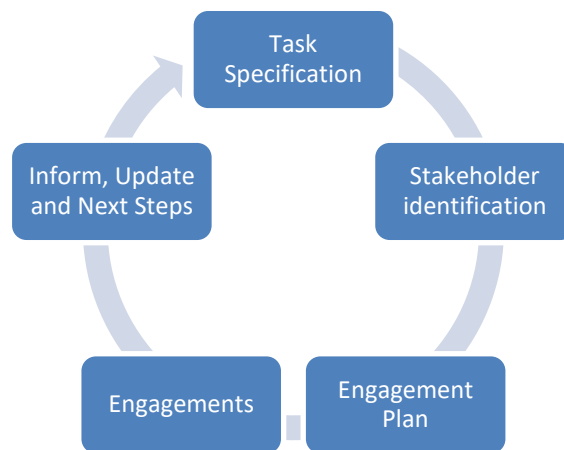 Task
Specification
Stakeholder
identification
Engagement
Plan
Engagements
Inform, Update
and Next Steps